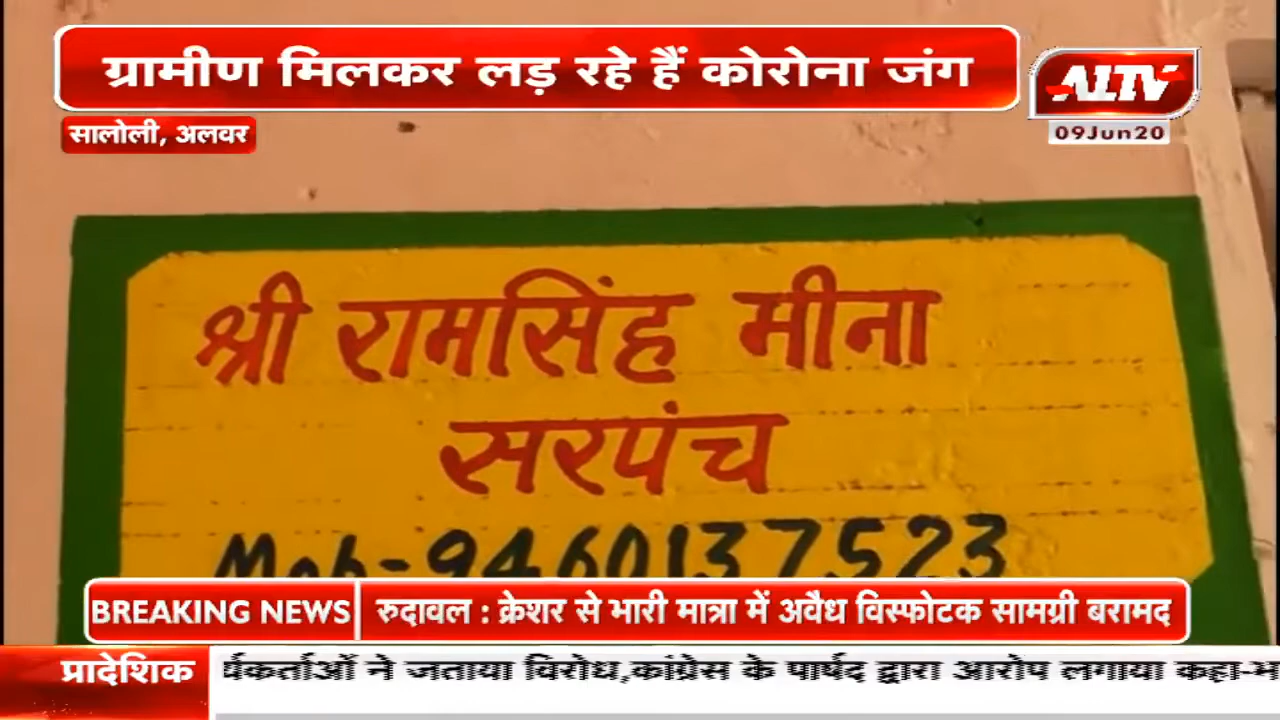 ग्रामीण मिलकर लड़ रहे हैं कोरोना जंग
ALTV
09Jun20
सालोली, अलवर
श्री रामसिंह मीना
सरपंच
Mob-9460137523
BREAKING NEWS
रुदावल : क्रेशर से भारी मात्रा में अवैध विस्फोटक सामग्री बरामद
प्रादेशिक
ने जताया विरोध,कांग्रेस के पार्षद द्वारा आरोप लगाया कहा-